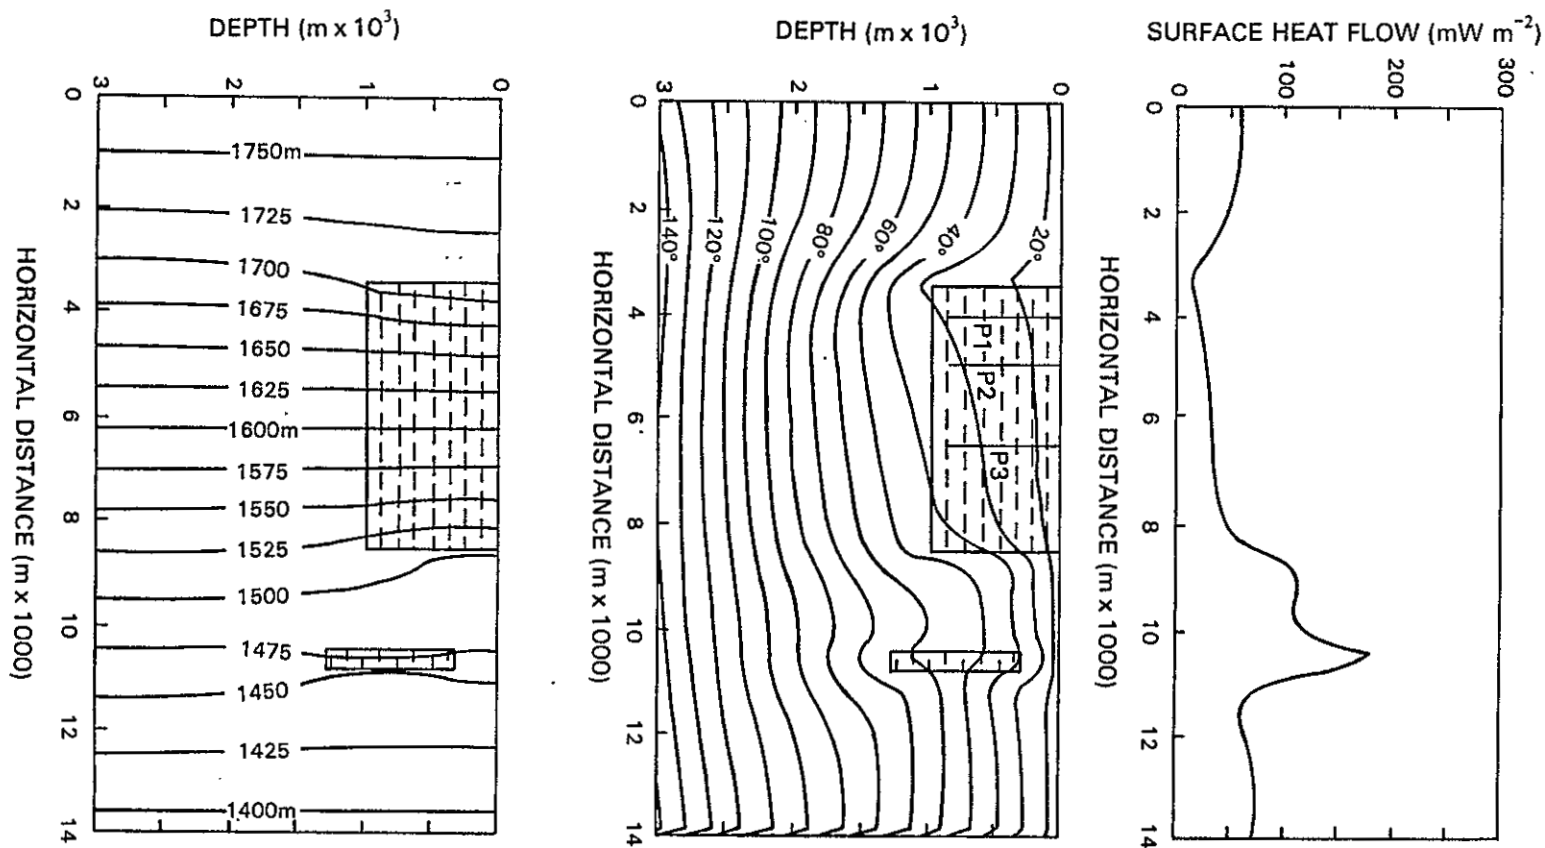 SURFACE HEAT FLOW (mW m⁻²)
0 100 200 300
0
2
4
6
8
10
12
14
HORIZONTAL DISTANCE (m x 1000)
DEPTH (m x 10³)
3 2 1 0
0
2
4
6
8
10
12
14
140° 120° 100° 80° 60° 40° 20°
P1
P2
P3
HORIZONTAL DISTANCE (m x 1000)
DEPTH (m x 10³)
3 2 1 0
0
2
4
6
8
10
12
14
1750m
1725
1700
1675
1650
1625
1600m
1575
1550
1525
1500
1475
1450
1425
1400m
HORIZONTAL DISTANCE (m x 1000)